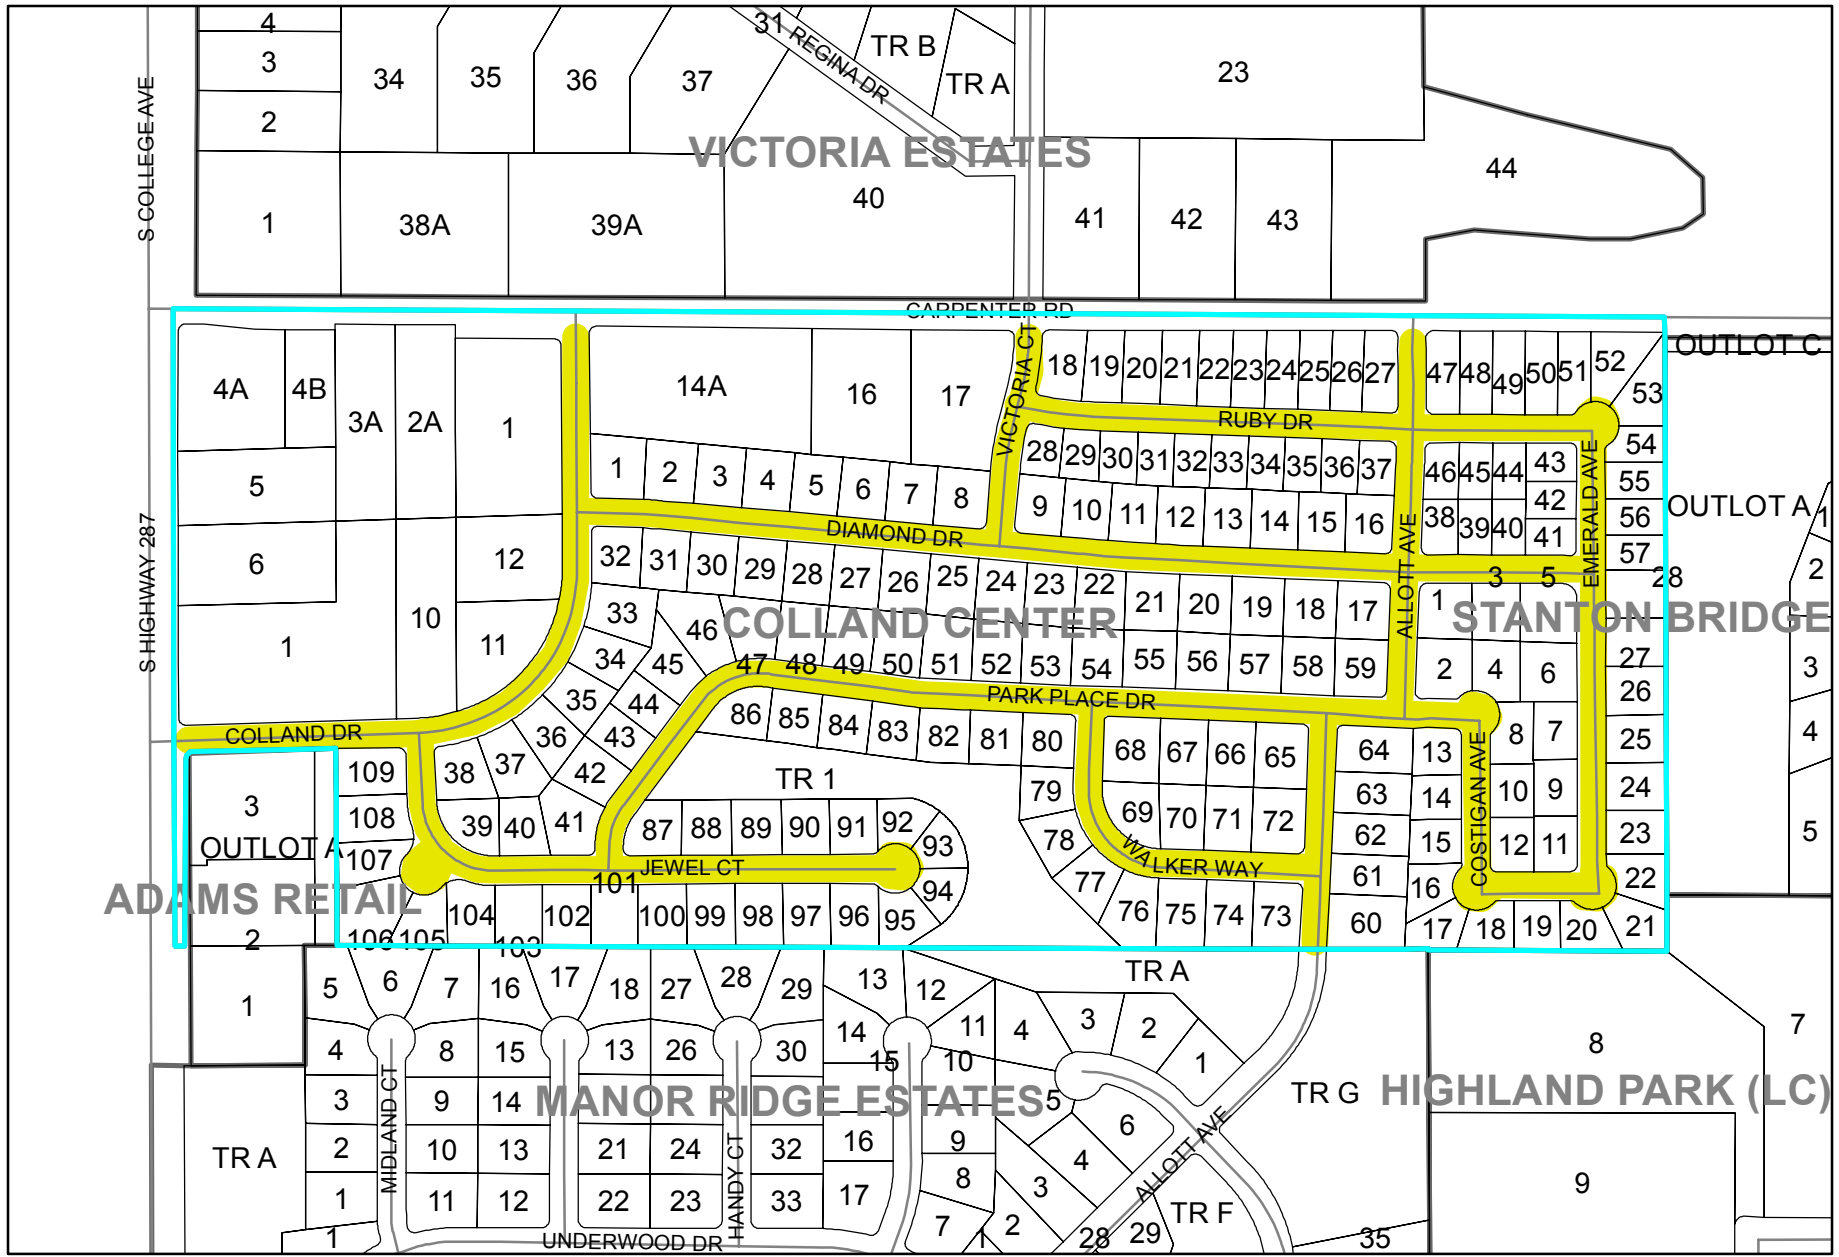 4
3
2
1
34
35
36
37
31
REGINA DR
TR B
TR A
23
44
VICTORIA ESTATES
38A
39A
40
41
42
43
S COLLEGE AVE
CARPENTER RD
S HIGHWAY 287
4A
4B
3A
2A
1
5
6
1
10
12
11
14A
16
17
VICTORIA CT
18 19 20 21 22 23 24 25 26 27
47 48 49 50 51 52
53
OUTLOT C
RUBY DR
1 2 3 4 5 6 7 8
28 29 30 31 32 33 34 35 36 37
46 45 44 43
42
41
54
55
56
57
9 10 11 12 13 14 15 16
38 39 40
EMERALD AVE
OUTLOT A
1
2
3
4
5
DIAMOND DR
ALLOTT AVE
32 31 30 29 28 27 26 25 24 23 22 21 20 19 18 17
1 3 5
28
COLLAND CENTER
STANTON BRIDGE
33
34
35
36
37
38
46
45
44
43
42
41
47 48 49 50 51 52 53 54 55 56 57 58 59
2 4 6
27
26
25
24
23
22
21
PARK PLACE DR
86 85 84 83 82 81 80
68 67 66 65
64
63
62
61
60
13
14
15
16
17
8 7
10 9
12 11
COSTIGAN AVE
18 19 20
COLLAND DR
109
108
107
39 40
TR 1
79
78
77
76 75 74 73
69 70 71 72
WALKER WAY
87 88 89 90 91 92
93
94
95
JEWEL CT
101
106 105 104 103 102 100 99 98 97 96
3
OUTLOT A
ADAMS RETAIL
2
1
5 6 7 16 17 18 27 28 29 13 12
TR A
4 8 15 13 26 30 14 15 10 11 4 3 2 1
3 9 14
MANOR RIDGE ESTATES
5
6
TR G
HIGHLAND PARK (LC)
8
7
9
TR A
2 10 13 21 24 32 16 9
4
1 11 12 22 23 33 17 8
3
MIDLAND CT
HANDY CT
ALLOTT AVE
1
UNDERWOOD DR
7
1
2
28
29
TR F
35